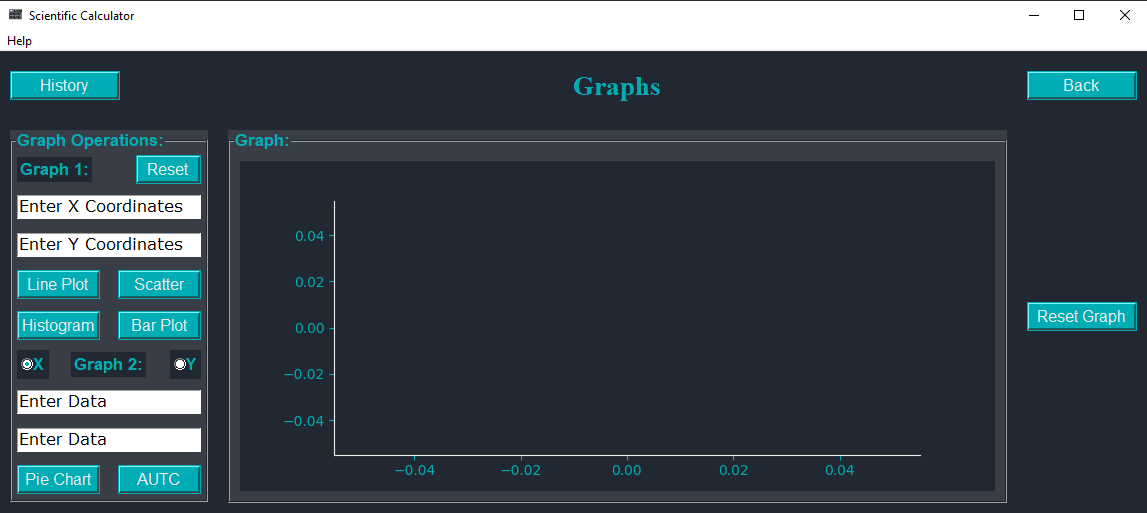 Scientific Calculator
Help
History
Graphs
Back
Graph Operations:
Graph 1:
Reset
Enter X Coordinates
Enter Y Coordinates
Line Plot
Scatter
Histogram
Bar Plot
X
Graph 2:
Y
Enter Data
Enter Data
Pie Chart
AUTC
Graph:
0.04
0.02
0.00
−0.02
−0.04
−0.04
−0.02
0.00
0.02
0.04
Reset Graph